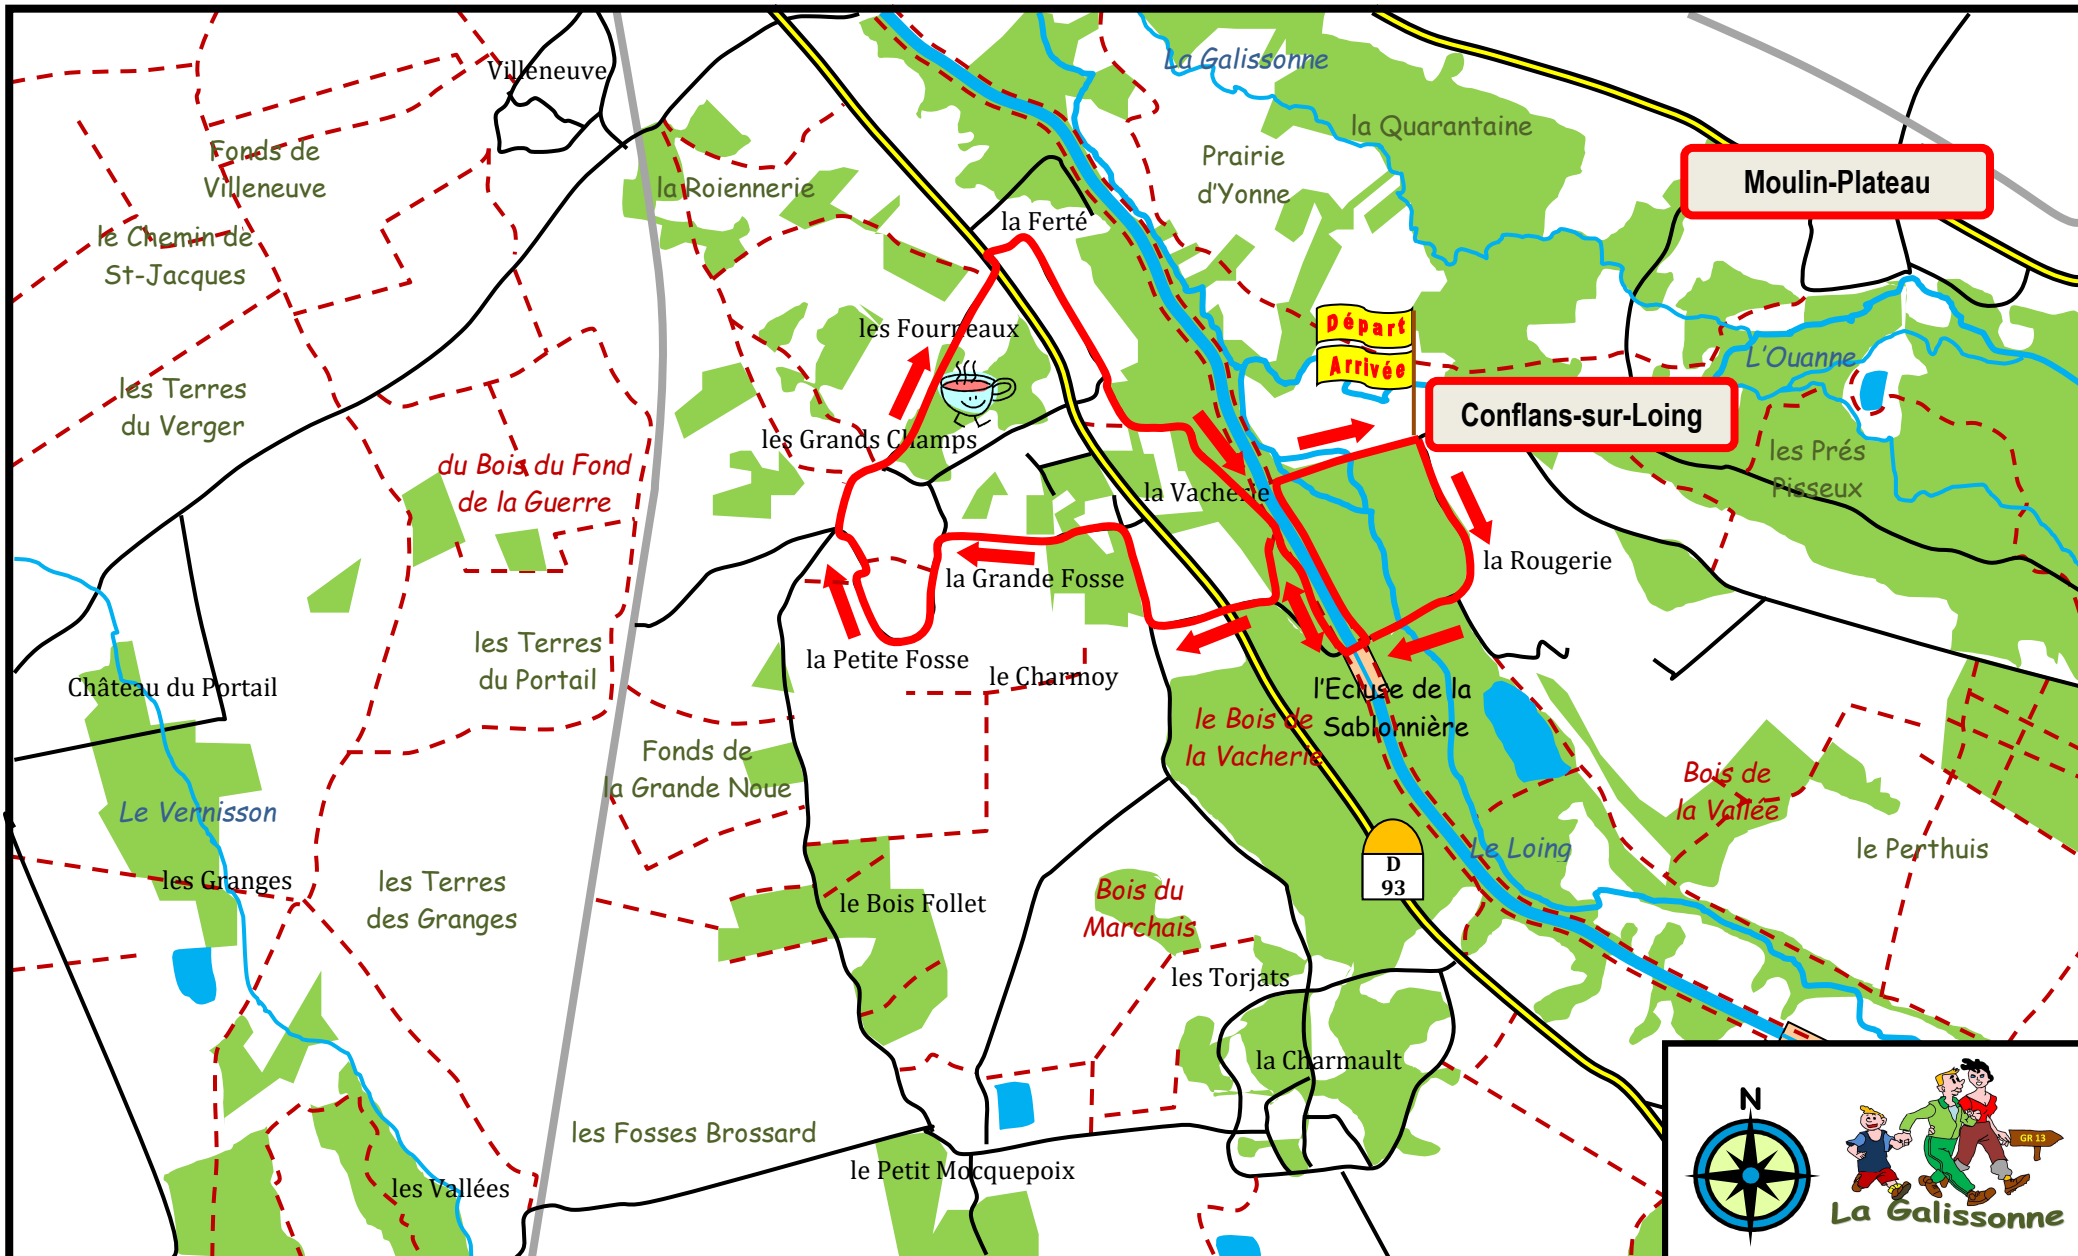 La Galissonne
Villeneuve
la Quarantaine
Fonds de
Villeneuve
Prairie
d'Yonne
Moulin-Plateau
la Roiennerie
la Ferté
le Chemin de
St-Jacques
Départ
Arrivée
les Fourneaux
L'Ouanne
les Terres
du Verger
Conflans-sur-Loing
les Grands Champs
les Prés
Pisseux
du Bois du Fond
de la Guerre
la Vacherie
la Rougerie
la Grande Fosse
les Terres
du Portail
la Petite Fosse
le Charmoy
Château du Portail
l'Ecluse de la
Sablonnière
le Bois de
la Vacherie
Fonds de
la Grande Noue
Bois de
la Vallée
Le Vernisson
le Perthuis
Le Loing
D
93
les Granges
les Terres
des Granges
le Bois Follet
Bois du
Marchais
les Torjats
la Charmault
les Fosses Brossard
le Petit Mocquepoix
les Vallées
N
GR 13
La Galissonne